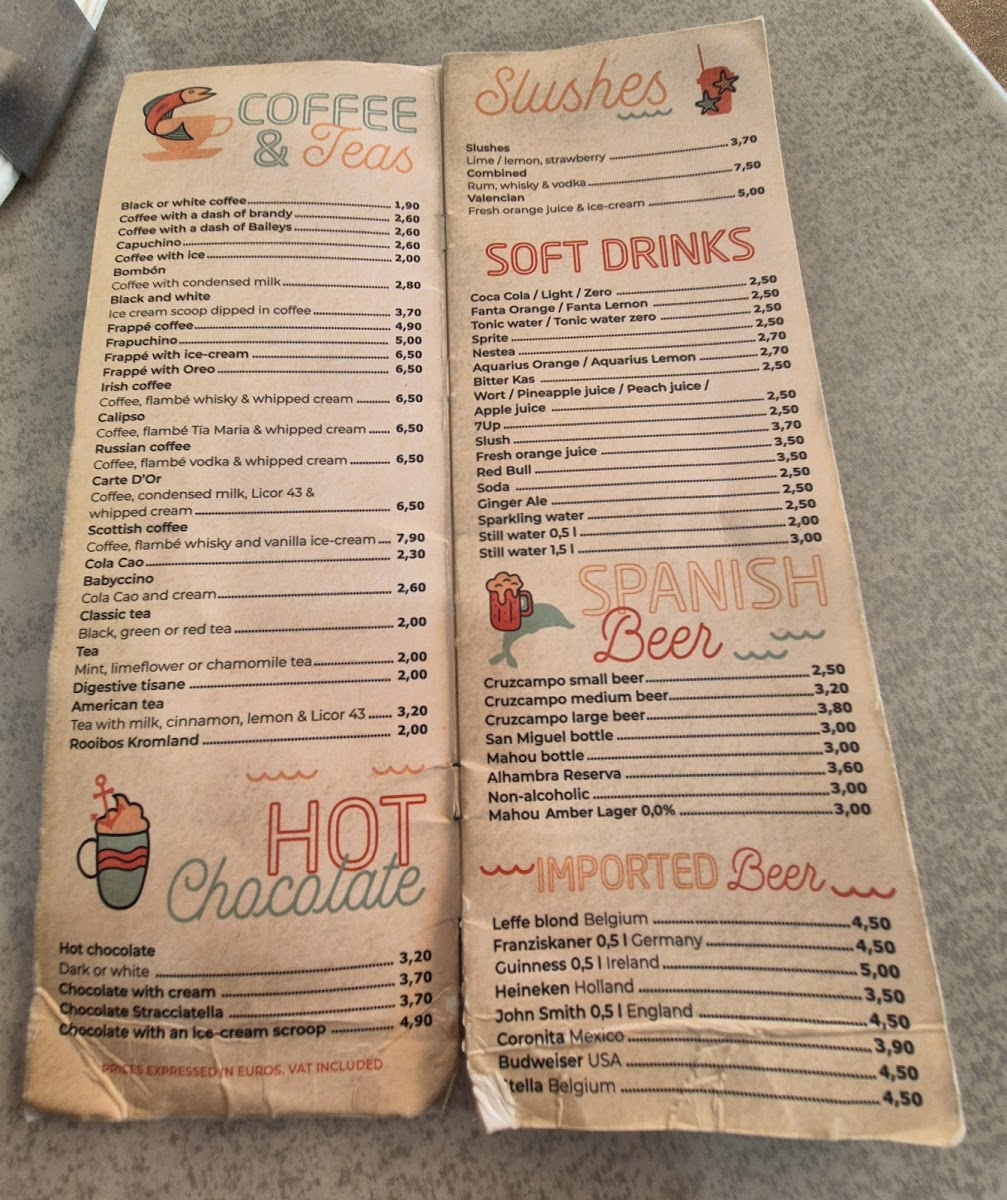 COFFEE
& Teas
Black or white coffee 1,90
Coffee with a dash of brandy 2,60
Coffee with a dash of Baileys 2,60
Capuchino 2,60
Coffee with ice 2,00
Bombón
Coffee with condensed milk 2,80
Black and white
Ice cream scoop dipped in coffee 3,70
Frappé coffee 4,90
Frapuchino 5,00
Frappé with ice-cream 6,50
Frappé with Oreo 6,50
Irish coffee
Coffee, flambé whisky & whipped cream 6,50
Calipso
Coffee, flambé Tía Maria & whipped cream 6,50
Russian coffee
Coffee, flambé vodka & whipped cream 6,50
Carte D'Or
Coffee, condensed milk, Licor 43 &
whipped cream 6,50
Scottish coffee
Coffee, flambé whisky and vanilla ice-cream 7,90
Cola Cao 2,30
Babyccino
Cola Cao and cream 2,60
Classic tea
Black, green or red tea 2,00
Tea
Mint, limeflower or chamomile tea 2,00
Digestive tisane 2,00
American tea
Tea with milk, cinnamon, lemon & Licor 43 3,20
Rooibos Kromland 2,00
HOT
Chocolate
Hot chocolate
Dark or white 3,20
Chocolate with cream 3,70
Chocolate Stracciatella 3,70
Chocolate with an ice-cream scroop 4,90
PRICES EXPRESSED IN EUROS. VAT INCLUDED
Slushes
Slushes
Lime / lemon, strawberry 3,70
Combined
Rum, whisky & vodka 7,50
Valencian
Fresh orange juice & ice-cream 5,00
SOFT DRINKS
Coca Cola / Light / Zero 2,50
Fanta Orange / Fanta Lemon 2,50
Tonic water / Tonic water zero 2,50
Sprite 2,50
Nestea 2,70
Aquarius Orange / Aquarius Lemon 2,70
Bitter Kas 2,50
Wort / Pineapple juice / Peach juice /
Apple juice 2,50
7Up 2,50
Slush 3,70
Fresh orange juice 3,50
Red Bull 3,50
Soda 2,50
Ginger Ale 2,50
Sparkling water 2,50
Still water 0,5 l 2,00
Still water 1,5 l 3,00
SPANISH
Beer
Cruzcampo small beer 2,50
Cruzcampo medium beer 3,20
Cruzcampo large beer 3,80
San Miguel bottle 3,00
Mahou bottle 3,00
Alhambra Reserva 3,60
Non-alcoholic 3,00
Mahou Amber Lager 0,0% 3,00
IMPORTED Beer
Leffe blond Belgium 4,50
Franziskaner 0,5 l Germany 4,50
Guinness 0,5 l Ireland 5,00
Heineken Holland 3,50
John Smith 0,5 l England 4,50
Coronita Mexico 3,90
Budweiser USA 4,50
Stella Belgium 4,50